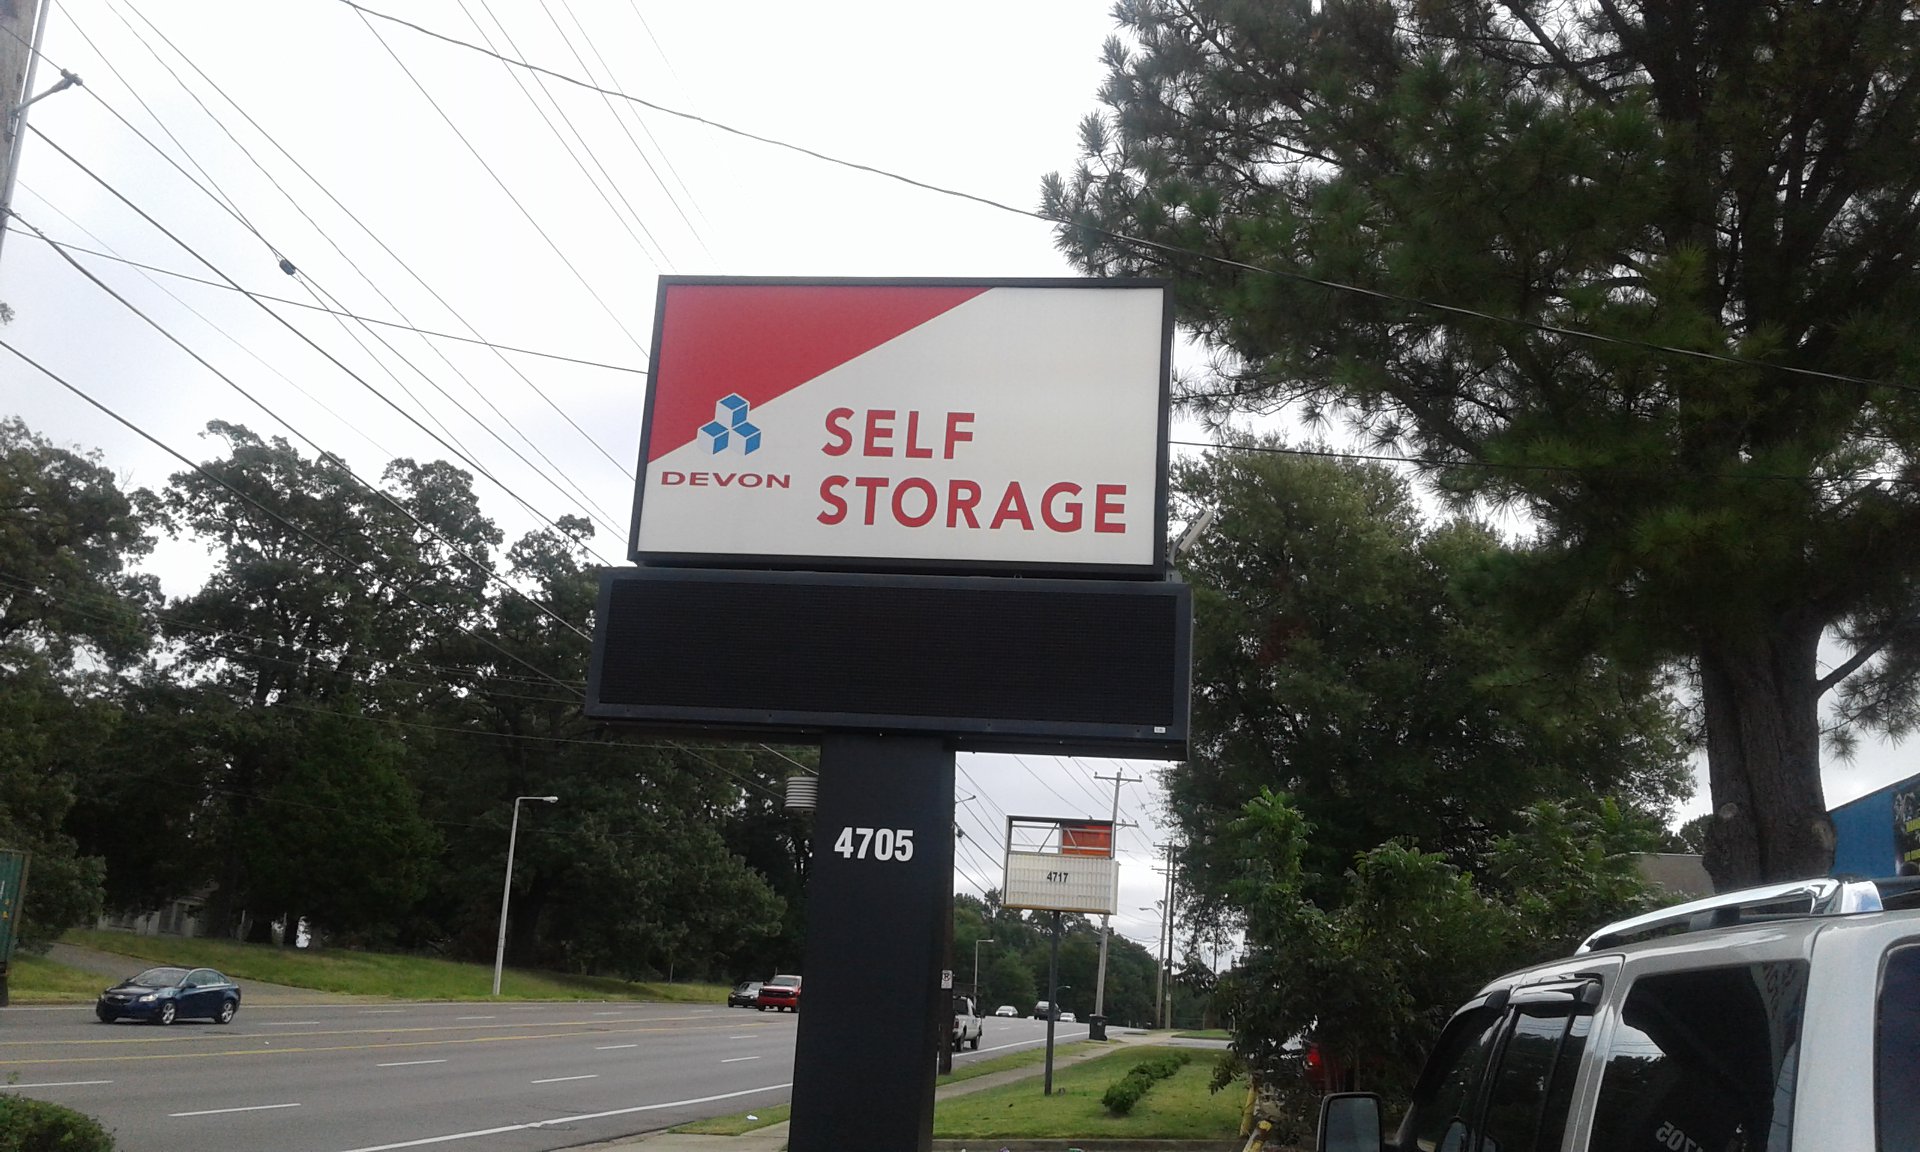 SELF
STORAGE
DEVON
4705
4717